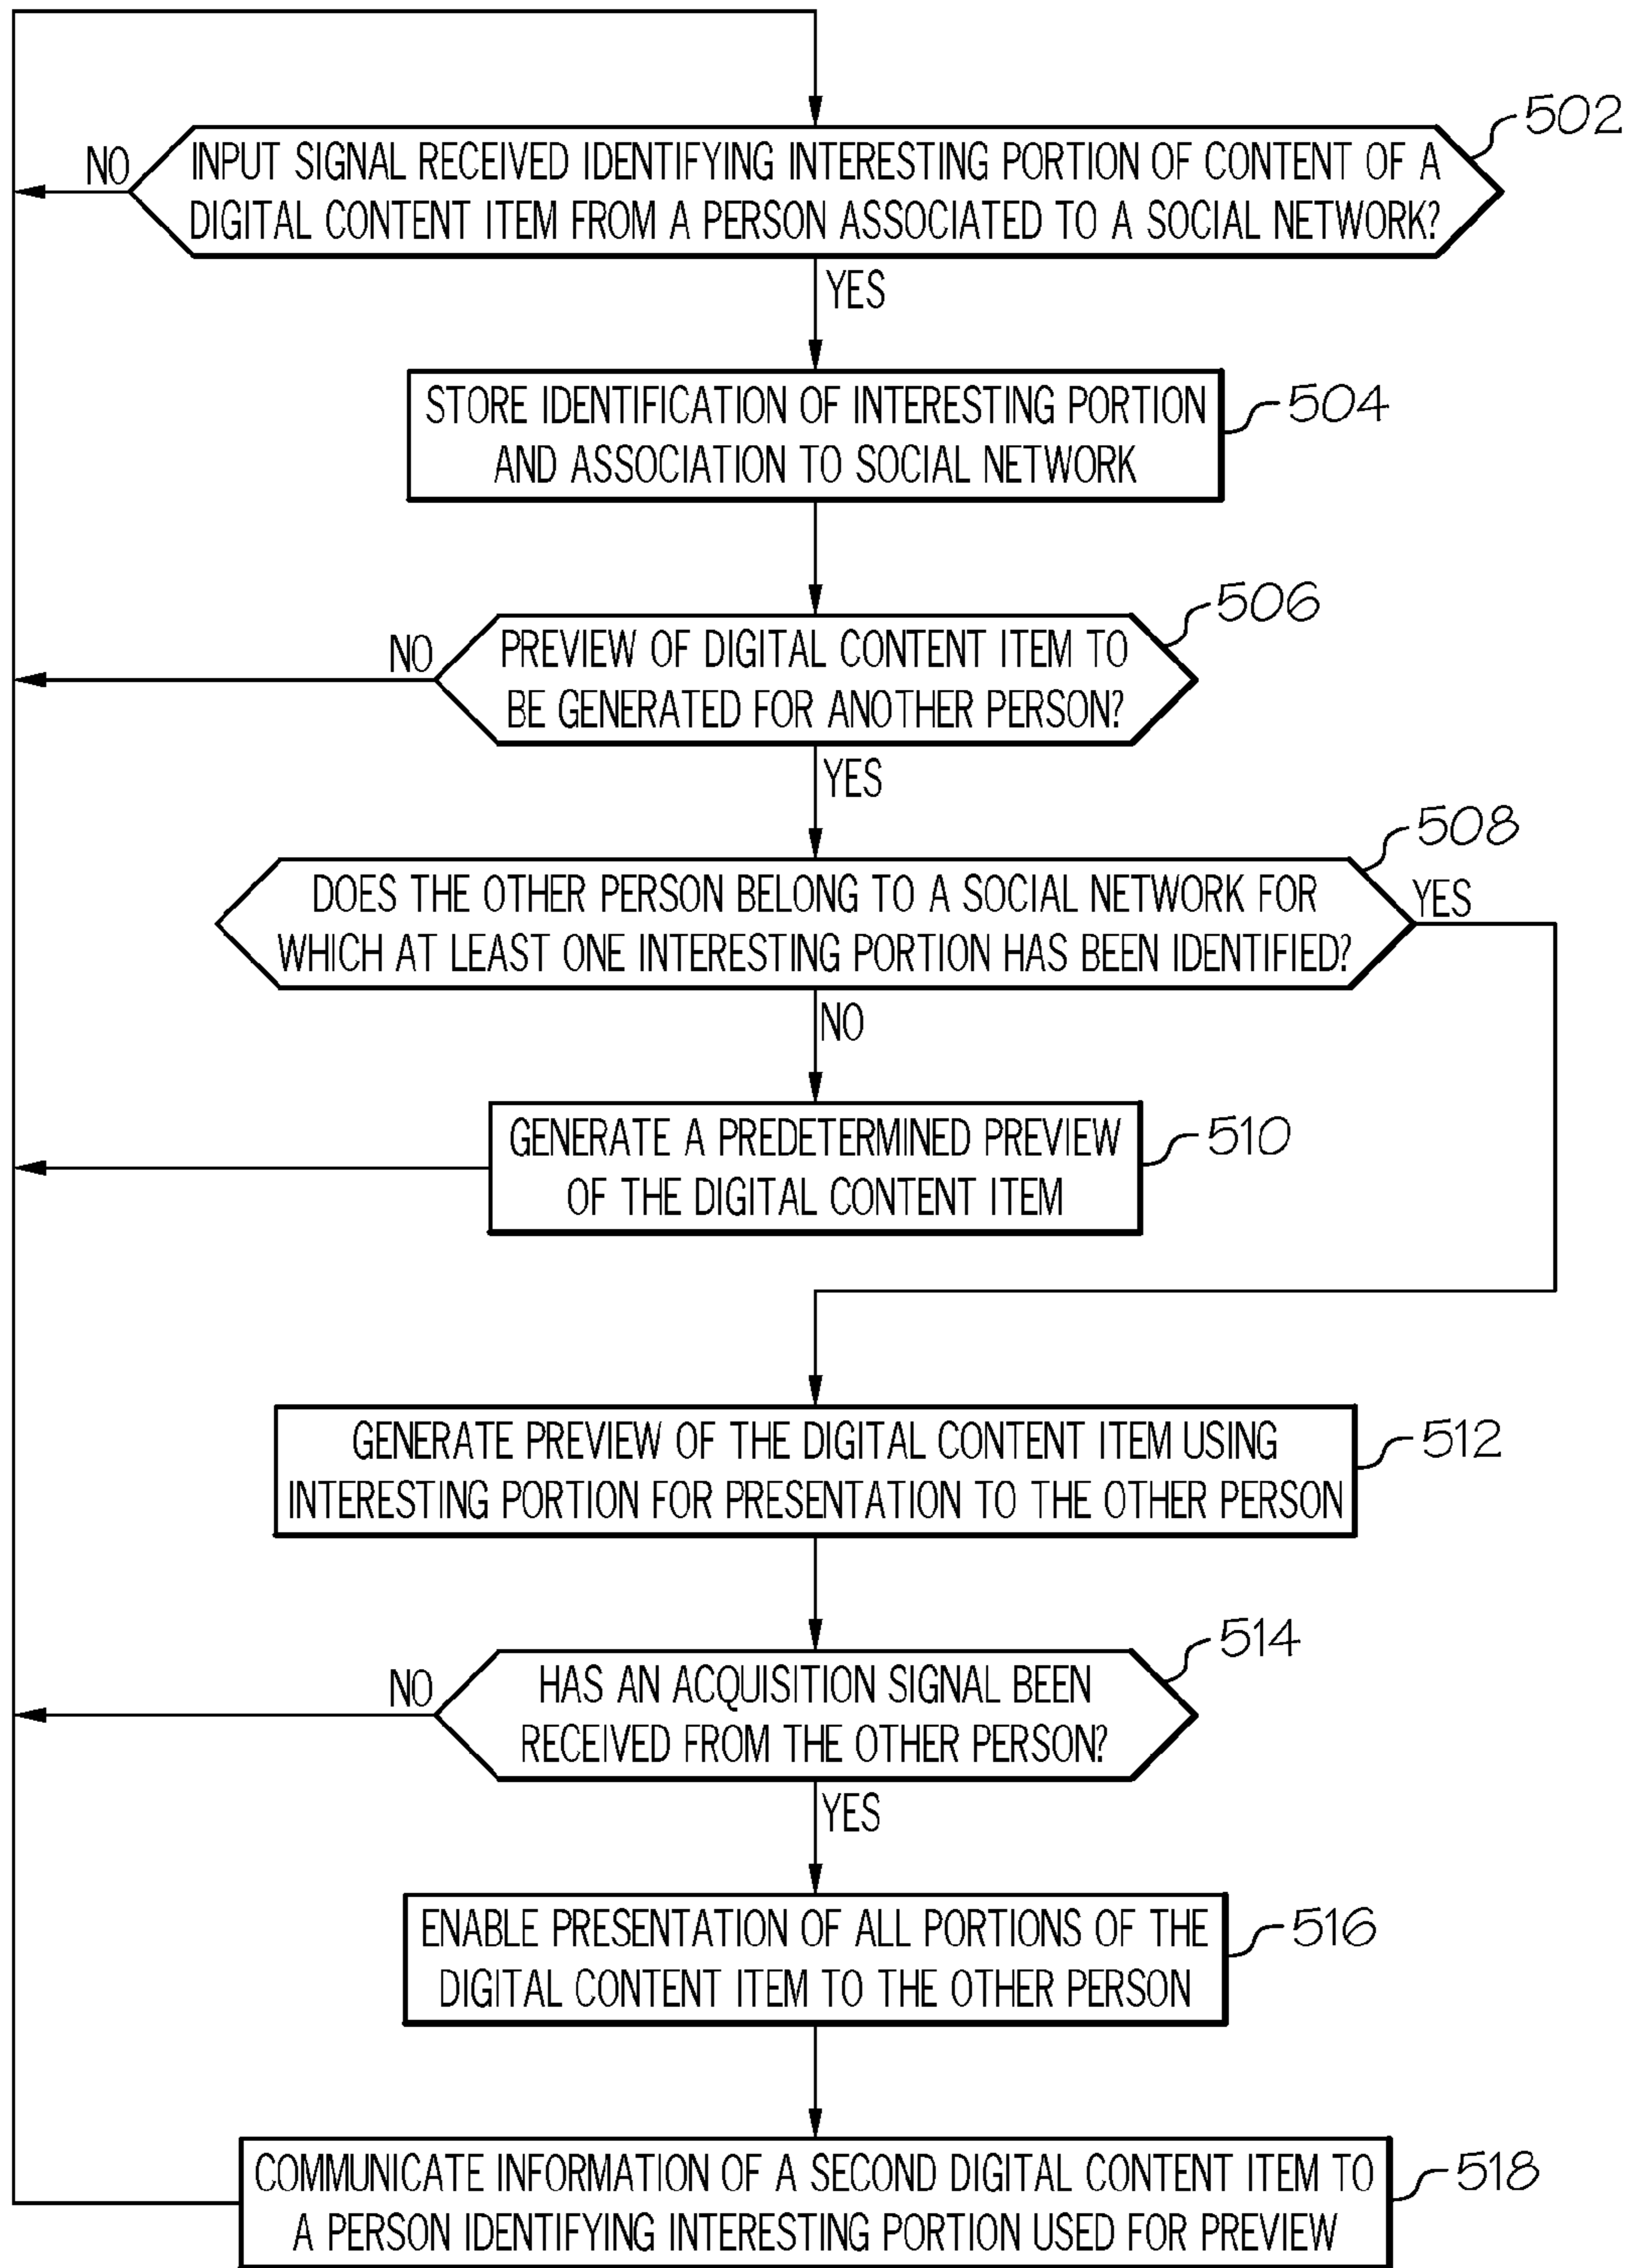 502
NO
INPUT SIGNAL RECEIVED IDENTIFYING INTERESTING PORTION OF CONTENT OF A
DIGITAL CONTENT ITEM FROM A PERSON ASSOCIATED TO A SOCIAL NETWORK?
YES
STORE IDENTIFICATION OF INTERESTING PORTION
AND ASSOCIATION TO SOCIAL NETWORK
504
506
NO
PREVIEW OF DIGITAL CONTENT ITEM TO
BE GENERATED FOR ANOTHER PERSON?
YES
508
DOES THE OTHER PERSON BELONG TO A SOCIAL NETWORK FOR
WHICH AT LEAST ONE INTERESTING PORTION HAS BEEN IDENTIFIED?
YES
NO
GENERATE A PREDETERMINED PREVIEW
OF THE DIGITAL CONTENT ITEM
510
GENERATE PREVIEW OF THE DIGITAL CONTENT ITEM USING
INTERESTING PORTION FOR PRESENTATION TO THE OTHER PERSON
512
514
NO
HAS AN ACQUISITION SIGNAL BEEN
RECEIVED FROM THE OTHER PERSON?
YES
ENABLE PRESENTATION OF ALL PORTIONS OF THE
DIGITAL CONTENT ITEM TO THE OTHER PERSON
516
COMMUNICATE INFORMATION OF A SECOND DIGITAL CONTENT ITEM TO
A PERSON IDENTIFYING INTERESTING PORTION USED FOR PREVIEW
518